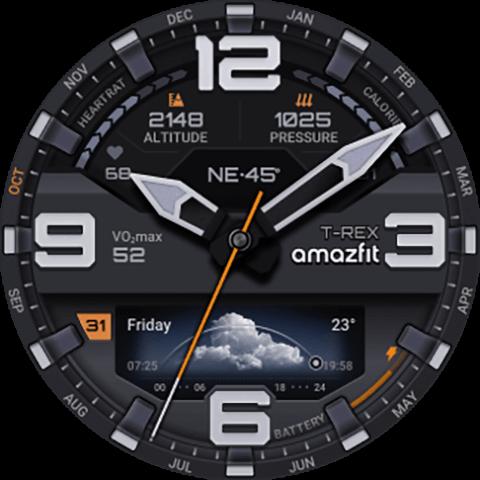 DEC
JAN
NOV
FEB
12
HEARTRAT
CALORI
2148
1025
ALTITUDE
PRESSURE
68
NE·45°
OCT
MAR
9
VO₂max
52
T-REX
amazfit
3
SEP
APR
31
Friday
23°
07:25
19:58
00 06 18 24
6
BATTERY
AUG
MAY
JUL
JUN